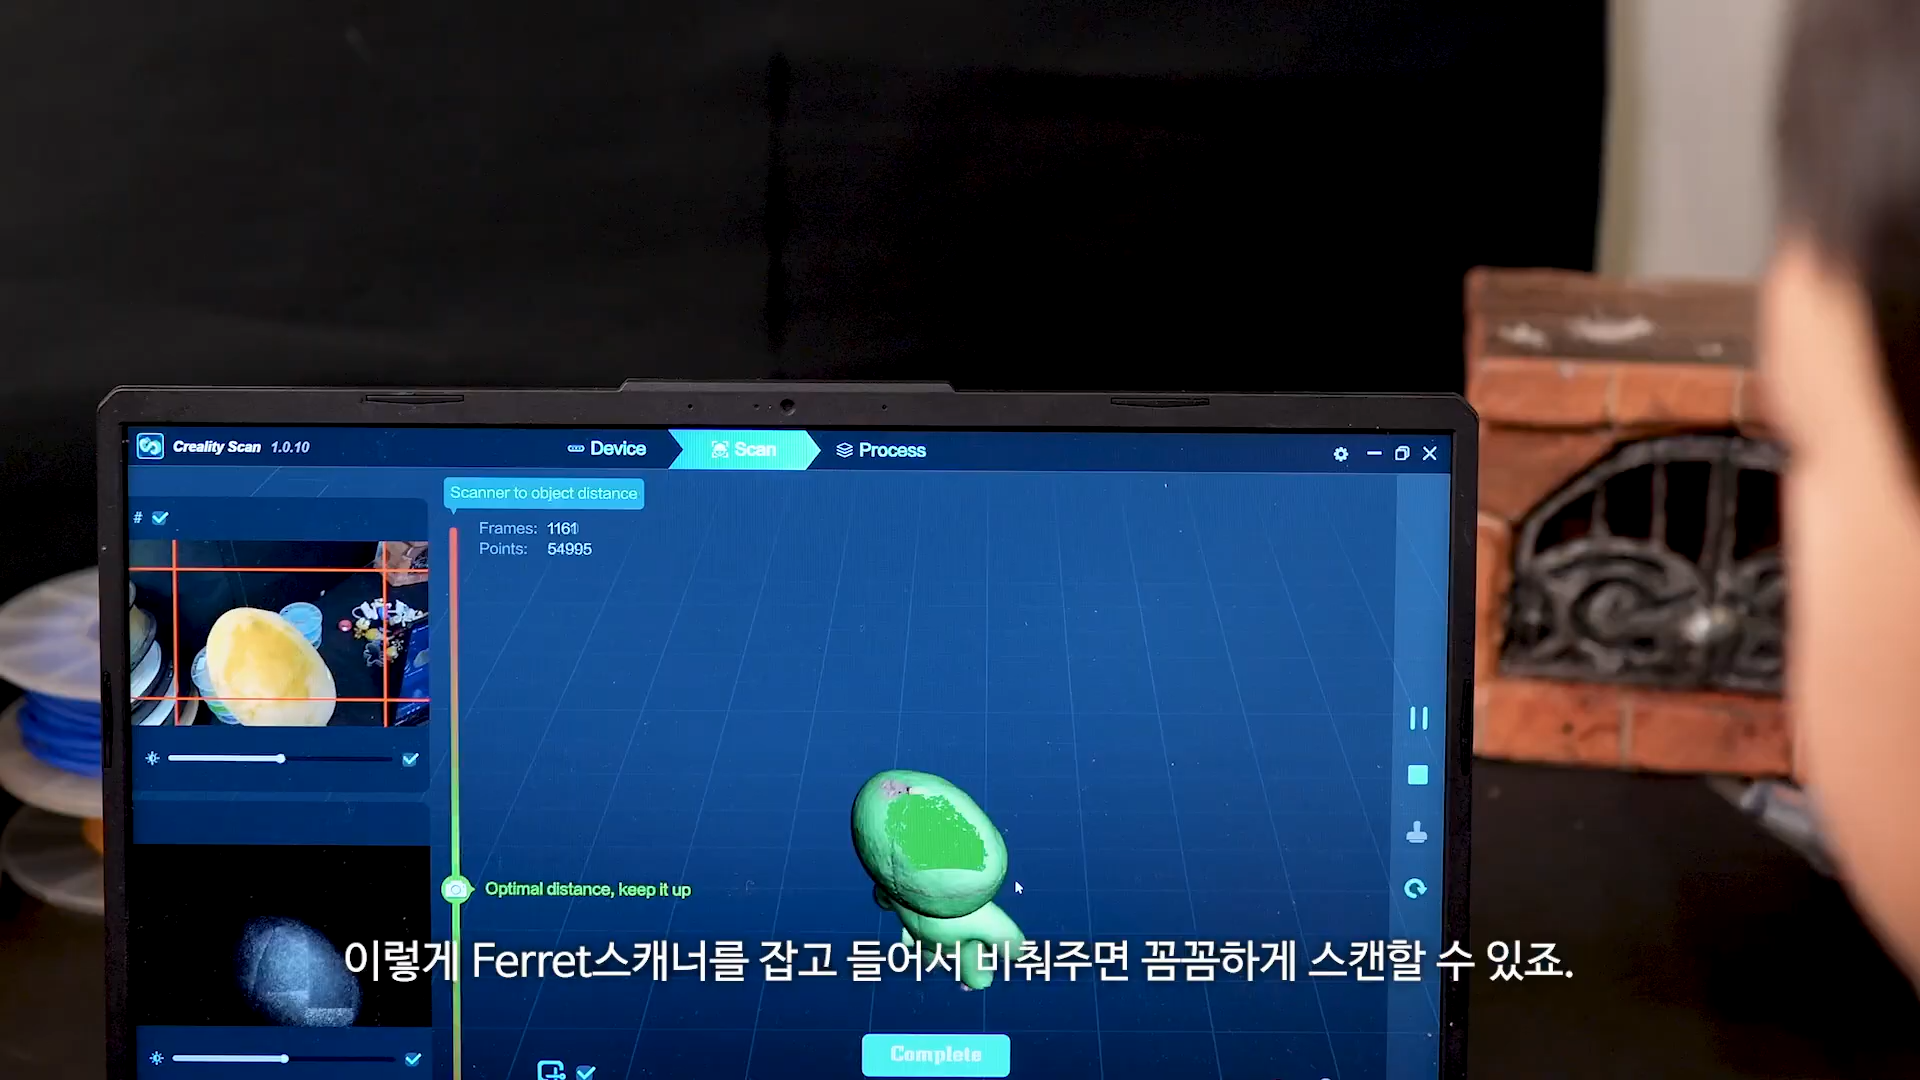 Creality Scan 1.0.10
Device
Scan
Process
Scanner to object distance
#
Frames: 1161
Points: 54995
Optimal distance, keep it up
이렇게 Ferret스캐너를 잡고 들어서 비춰주면 꼼꼼하게 스캔할 수 있죠.
Complete